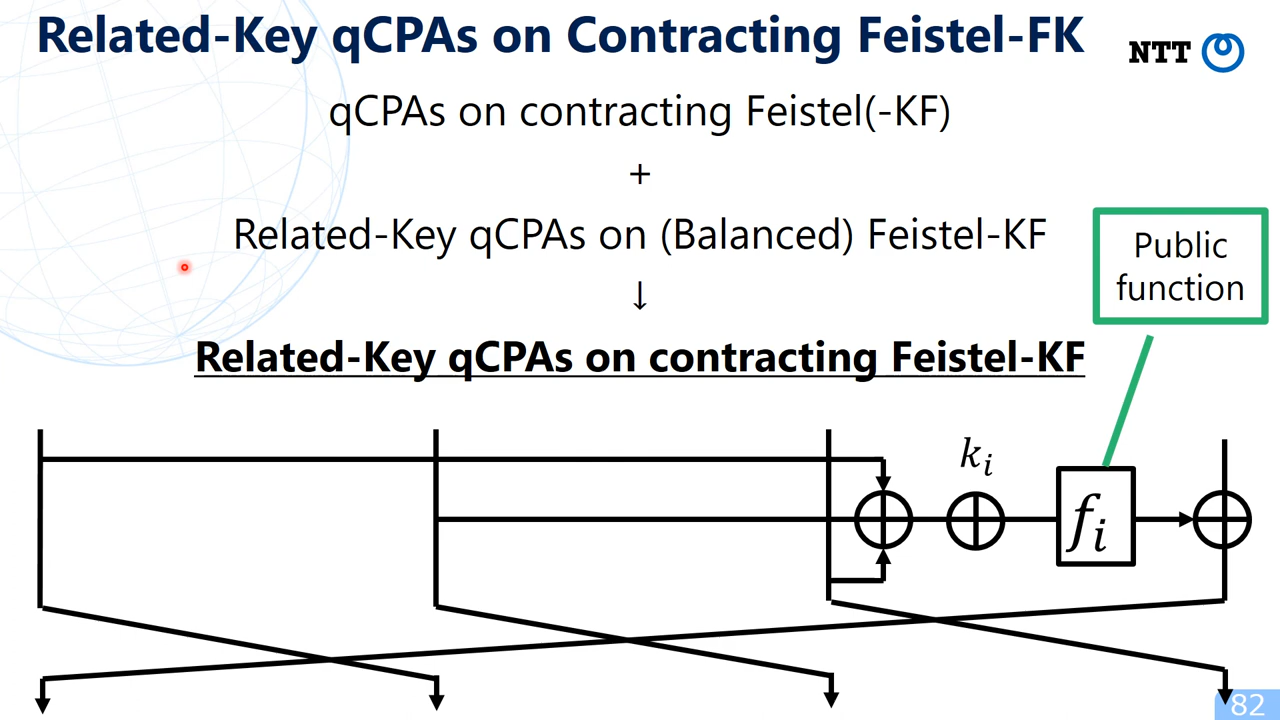 Related-Key qCPAs on Contracting Feistel-FK
NTT
qCPAs on contracting Feistel(-KF)
+
Related-Key qCPAs on (Balanced) Feistel-KF
↓
Public
function
Related-Key qCPAs on contracting Feistel-KF
k_i
f_i
82